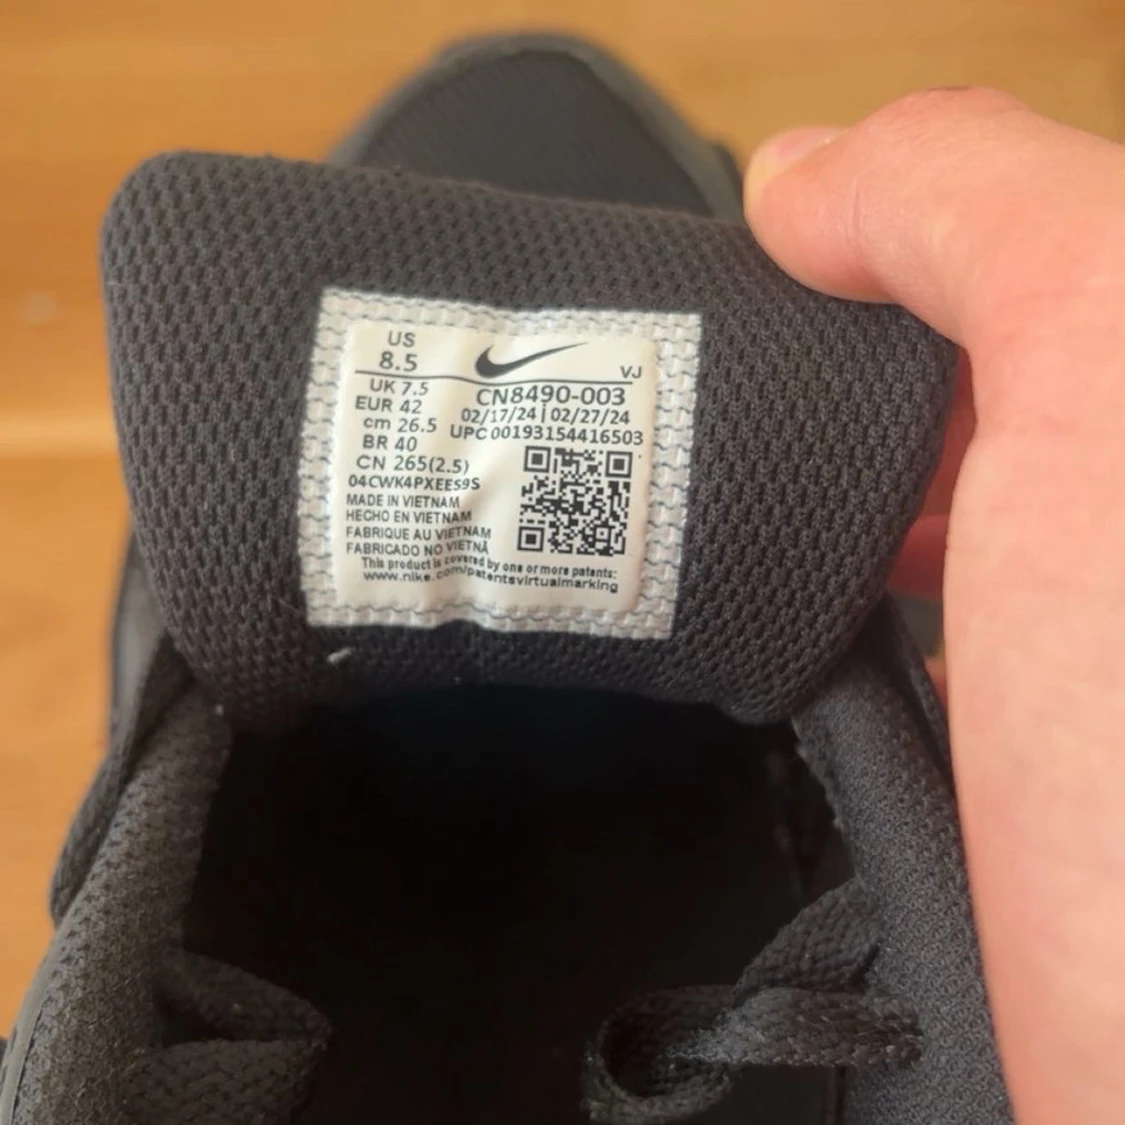 US
8.5
VJ
UK 7.5
CN8490-003
EUR 42
02/17/24 | 02/27/24
cm 26.5
UPC 00193154416503
BR 40
CN 265(2.5)
04CWK4PXEES9S
MADE IN VIETNAM
HECHO EN VIETNAM
FABRIQUE AU VIETNAM
FABRICADO NO VIETNÃ
This product is covered by one or more patents:
www.nike.com/patentsvirtualmarking